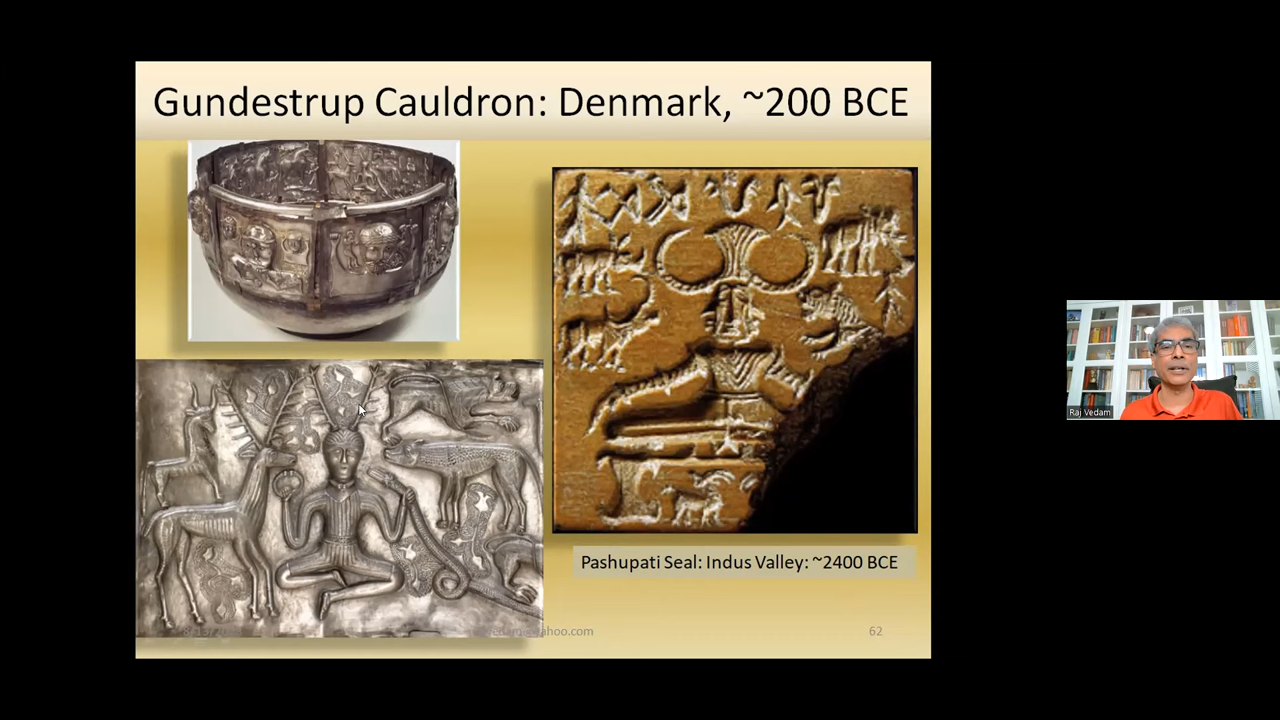 Gundestrup Cauldron: Denmark, ~200 BCE
Pashupati Seal: Indus Valley: ~2400 BCE
62
Raj Vedam